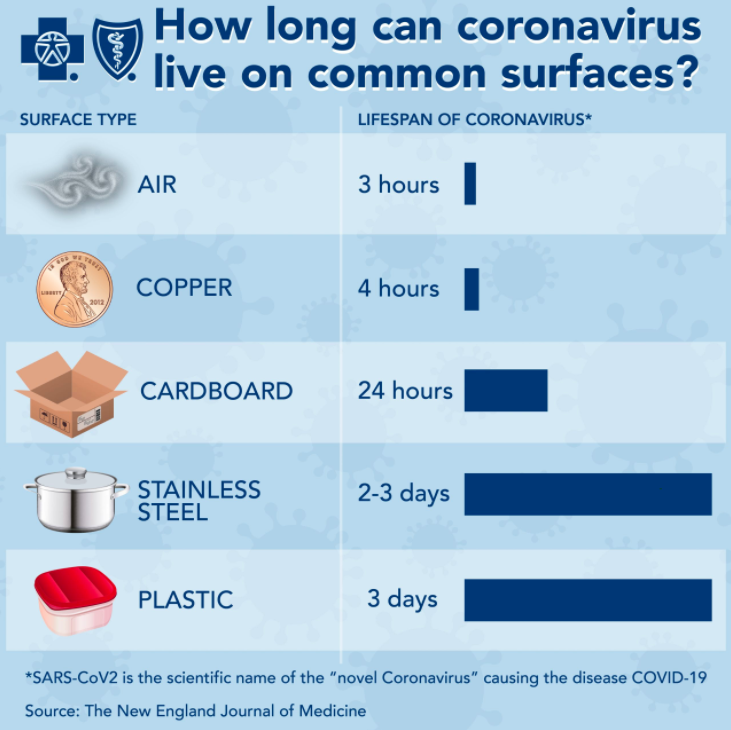 How long can coronavirus
live on common surfaces?
SURFACE TYPE
LIFESPAN OF CORONAVIRUS*
AIR
3 hours
IN GOD WE TRUST
LIBERTY
2012
COPPER
4 hours
CARDBOARD
24 hours
STAINLESS
STEEL
2-3 days
PLASTIC
3 days
*SARS-CoV2 is the scientific name of the “novel Coronavirus” causing the disease COVID-19
Source: The New England Journal of Medicine